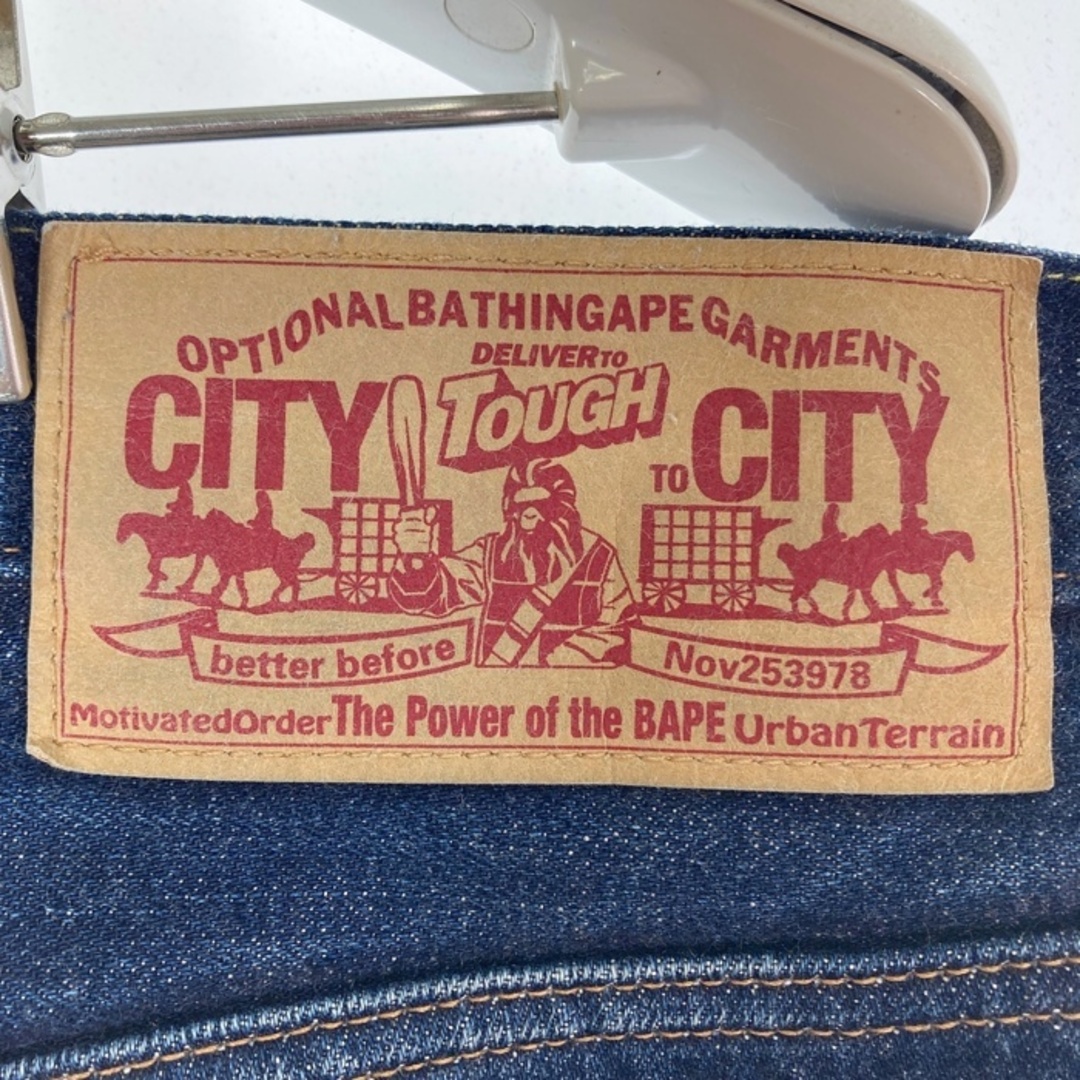 OPTIONAL BATHINGAPE GARMENTS
DELIVER TO
CITY TOUGH TO CITY
better before
Nov253978
MotivatedOrder The Power of the BAPE UrbanTerrain